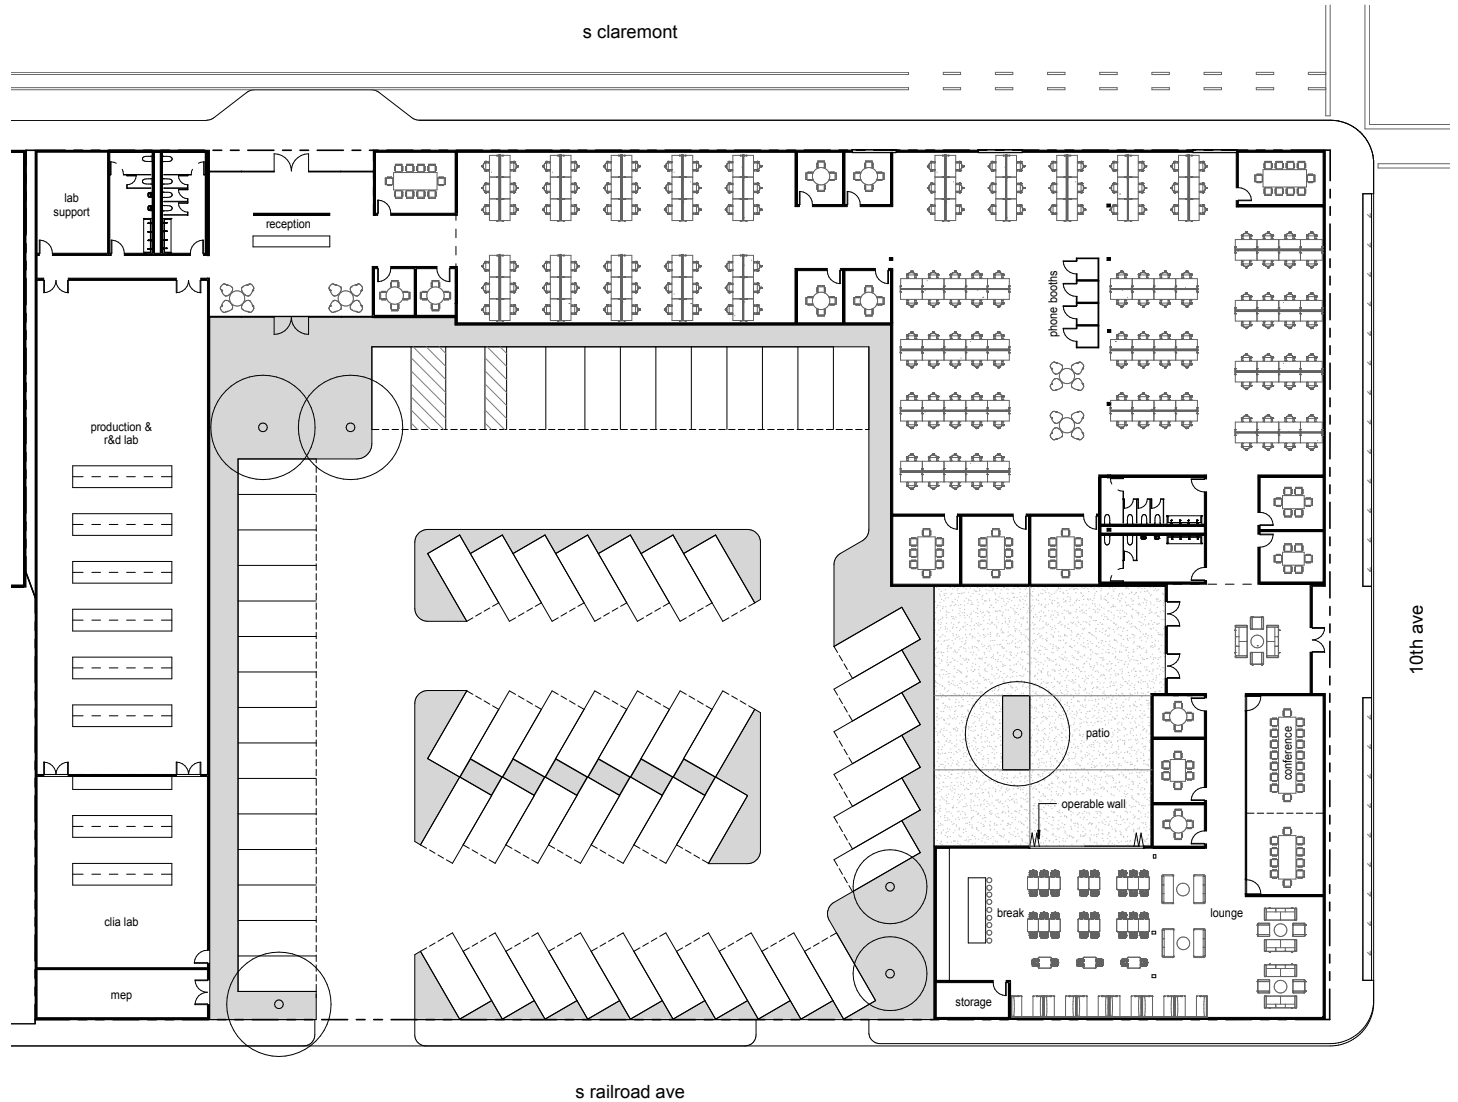 s claremont
lab
support
reception
phone booths
production &
r&d lab
10th ave
patio
conference
operable wall
clia lab
break
lounge
mep
storage
s railroad ave